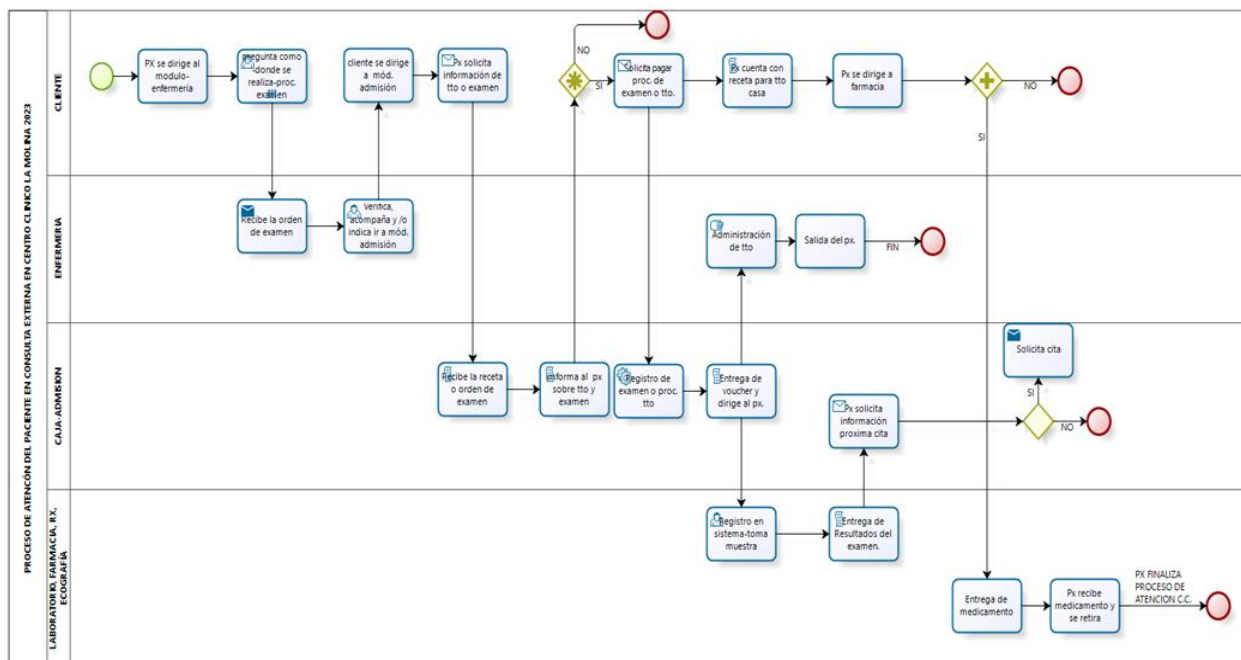 PROCESO DE ATENCÓN DEL PACIENTE EN CONSULTA EXTERNA EN CENTRO CLINICO LA MOLINA 2023
CLIENTE
PX se dirige al
modulo-
enfermería
pregunta como
-donde se
realiza-proc.
examen
cliente se dirige
a mód.
admisión
Px solicita
información de
tto o examen
NO
SI
Solicita pagar
proc. de
examen o tto.
Px cuenta con
receta para tto
casa
Px se dirige a
farmacia
NO
SI
ENFERMERIA
Recibe la orden
de examen
Verifica,
acompaña y /o
indica ir a mód.
admisión
Administración
de tto
Salida del px.
FIN
CAJA-ADMISION
Recibe la receta
o orden de
examen
Informa al px
sobre tto y
examen
Registro de
examen o proc.
tto
Entrega de
voucher y
dirige al px.
Px solicita
información
proxima cita
Solicita cita
SI
NO
LABORATORIO, FARMACIA, RX,
ECOGRAFÍA
Registro en
sistema-toma
muestra
Entrega de
Resultados del
examen.
Entrega de
medicamento
Px recibe
medicamento y
se retira
PX FINALIZA
PROCESO DE
ATENCION C.C.